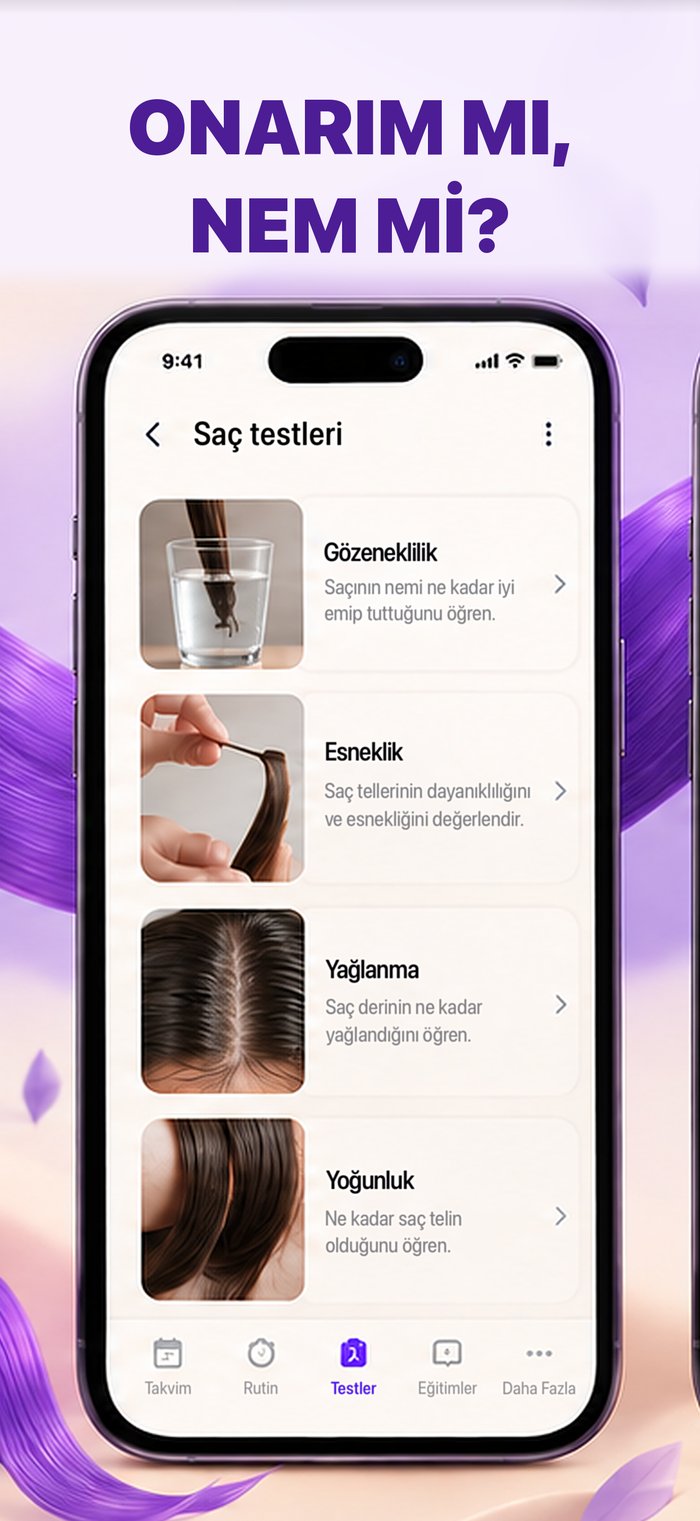 ONARIM MI,
NEM Mİ?
9:41
Saç testleri
Gözeneklilik
Saçının nemi ne kadar iyi
emip tuttuğunu öğren.
Esneklik
Saç tellerinin dayanıklılığını
ve esnekliğini değerlendir.
Yağlanma
Saç derinin ne kadar
yağlandığını öğren.
Yoğunluk
Ne kadar saç telin
olduğunu öğren.
Takvim
Rutin
Testler
Eğitimler
Daha Fazla